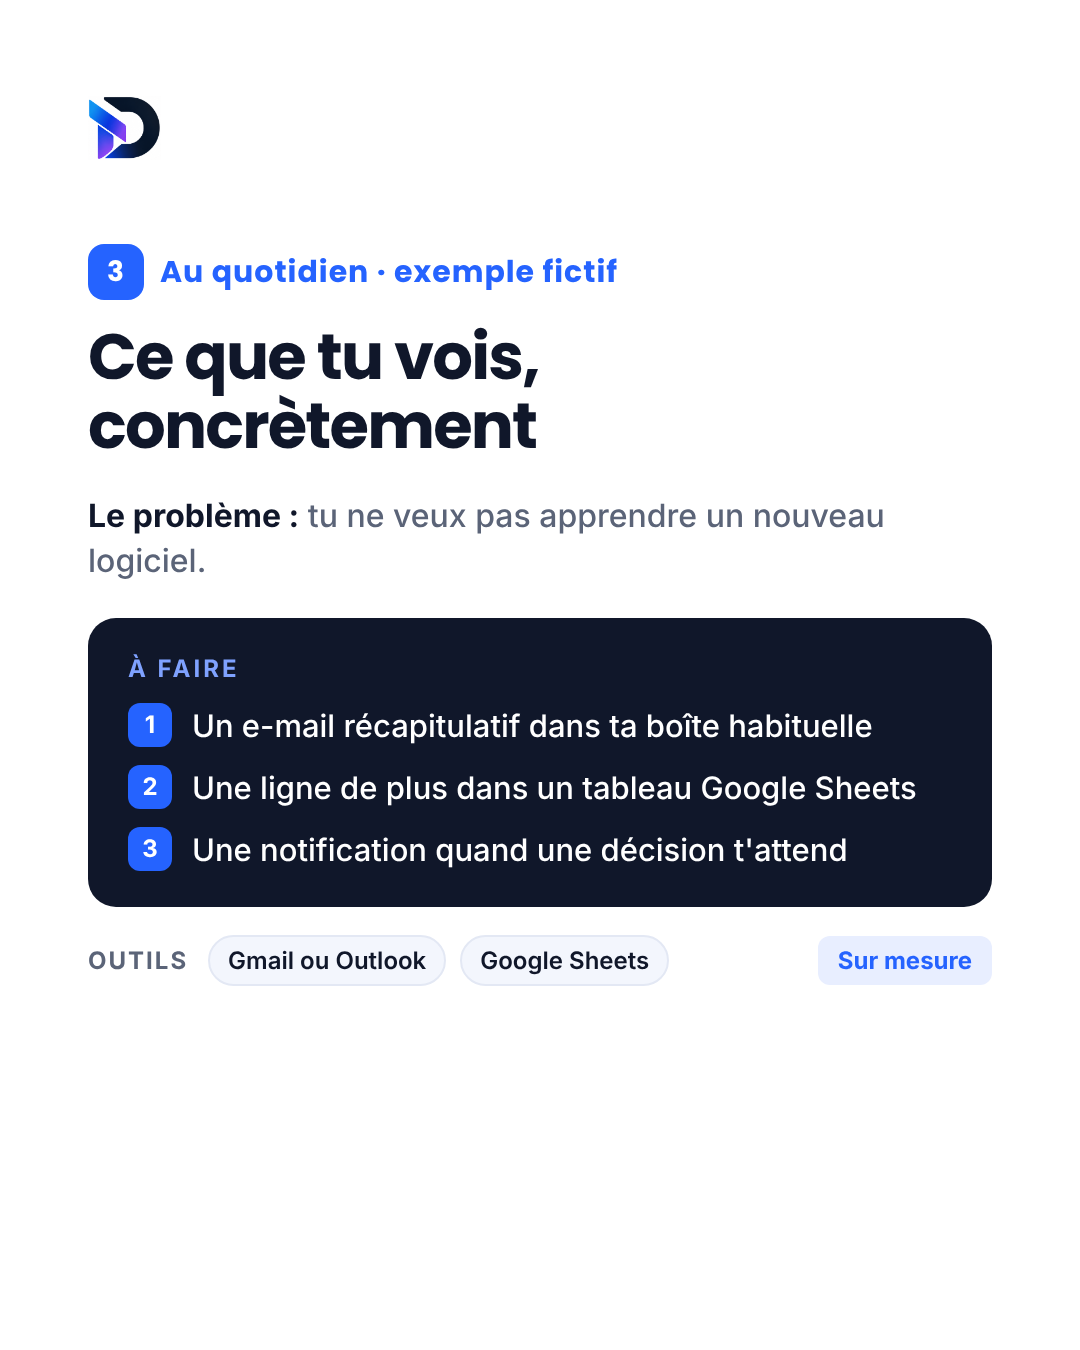 3 Au quotidien · exemple fictif
Ce que tu vois,
concrètement
Le problème : tu ne veux pas apprendre un nouveau
logiciel.
À FAIRE
1 Un e-mail récapitulatif dans ta boîte habituelle
2 Une ligne de plus dans un tableau Google Sheets
3 Une notification quand une décision t'attend
OUTILS Gmail ou Outlook Google Sheets Sur mesure